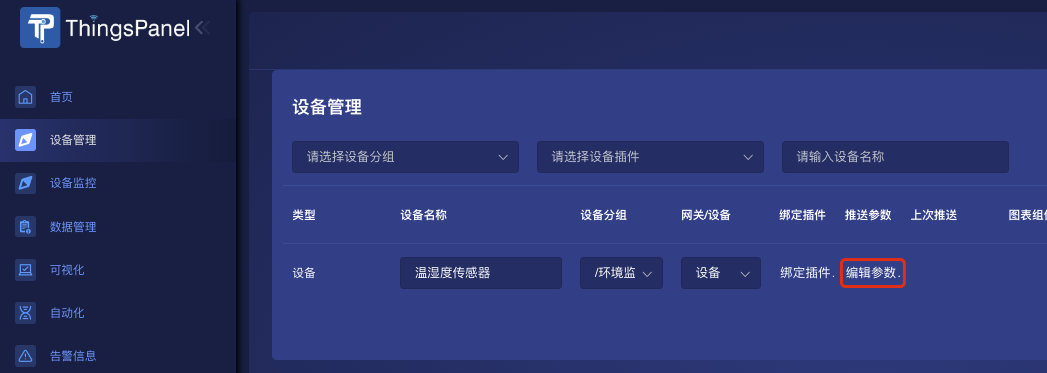 ThingsPanel
首页
设备管理
设备监控
数据管理
可视化
自动化
告警信息
设备管理
请选择设备分组 请选择设备插件 请输入设备名称
类型 设备名称 设备分组 网关/设备 绑定插件 推送参数 上次推送 图表组件
设备 温湿度传感器 /环境监 设备 绑定插件. 编辑参数.